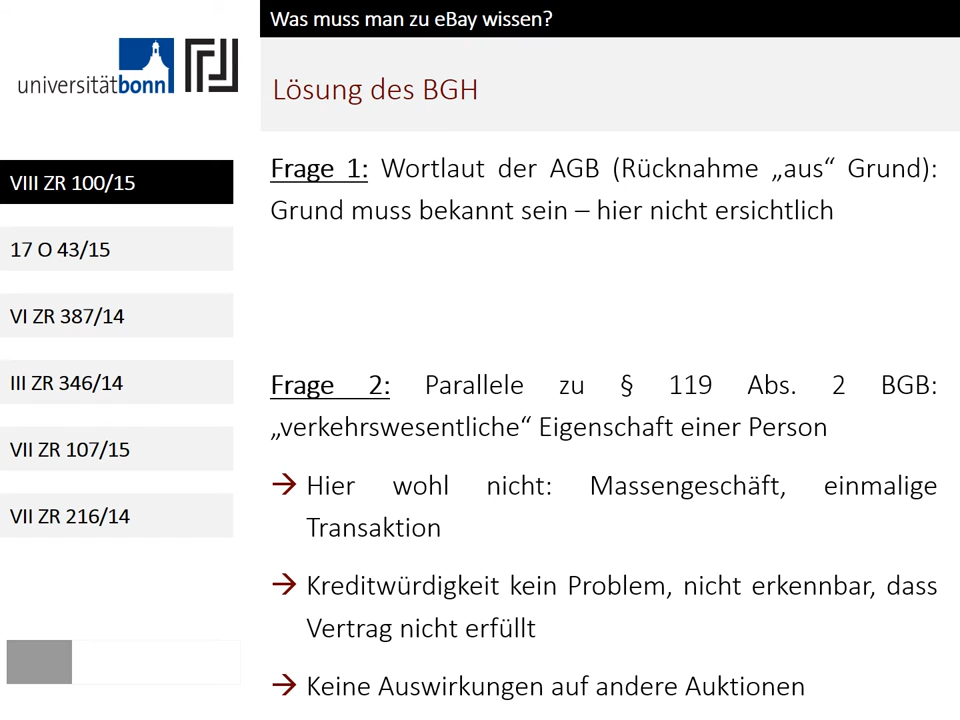 Was muss man zu eBay wissen?
universitätbonn
Lösung des BGH
VIII ZR 100/15
17 O 43/15
VI ZR 387/14
III ZR 346/14
VII ZR 107/15
VII ZR 216/14
Frage 1: Wortlaut der AGB (Rücknahme „aus“ Grund):
Grund muss bekannt sein – hier nicht ersichtlich
Frage 2: Parallele zu § 119 Abs. 2 BGB:
„verkehrswesentliche“ Eigenschaft einer Person
→ Hier wohl nicht: Massengeschäft, einmalige
Transaktion
→ Kreditwürdigkeit kein Problem, nicht erkennbar, dass
Vertrag nicht erfüllt
→ Keine Auswirkungen auf andere Auktionen